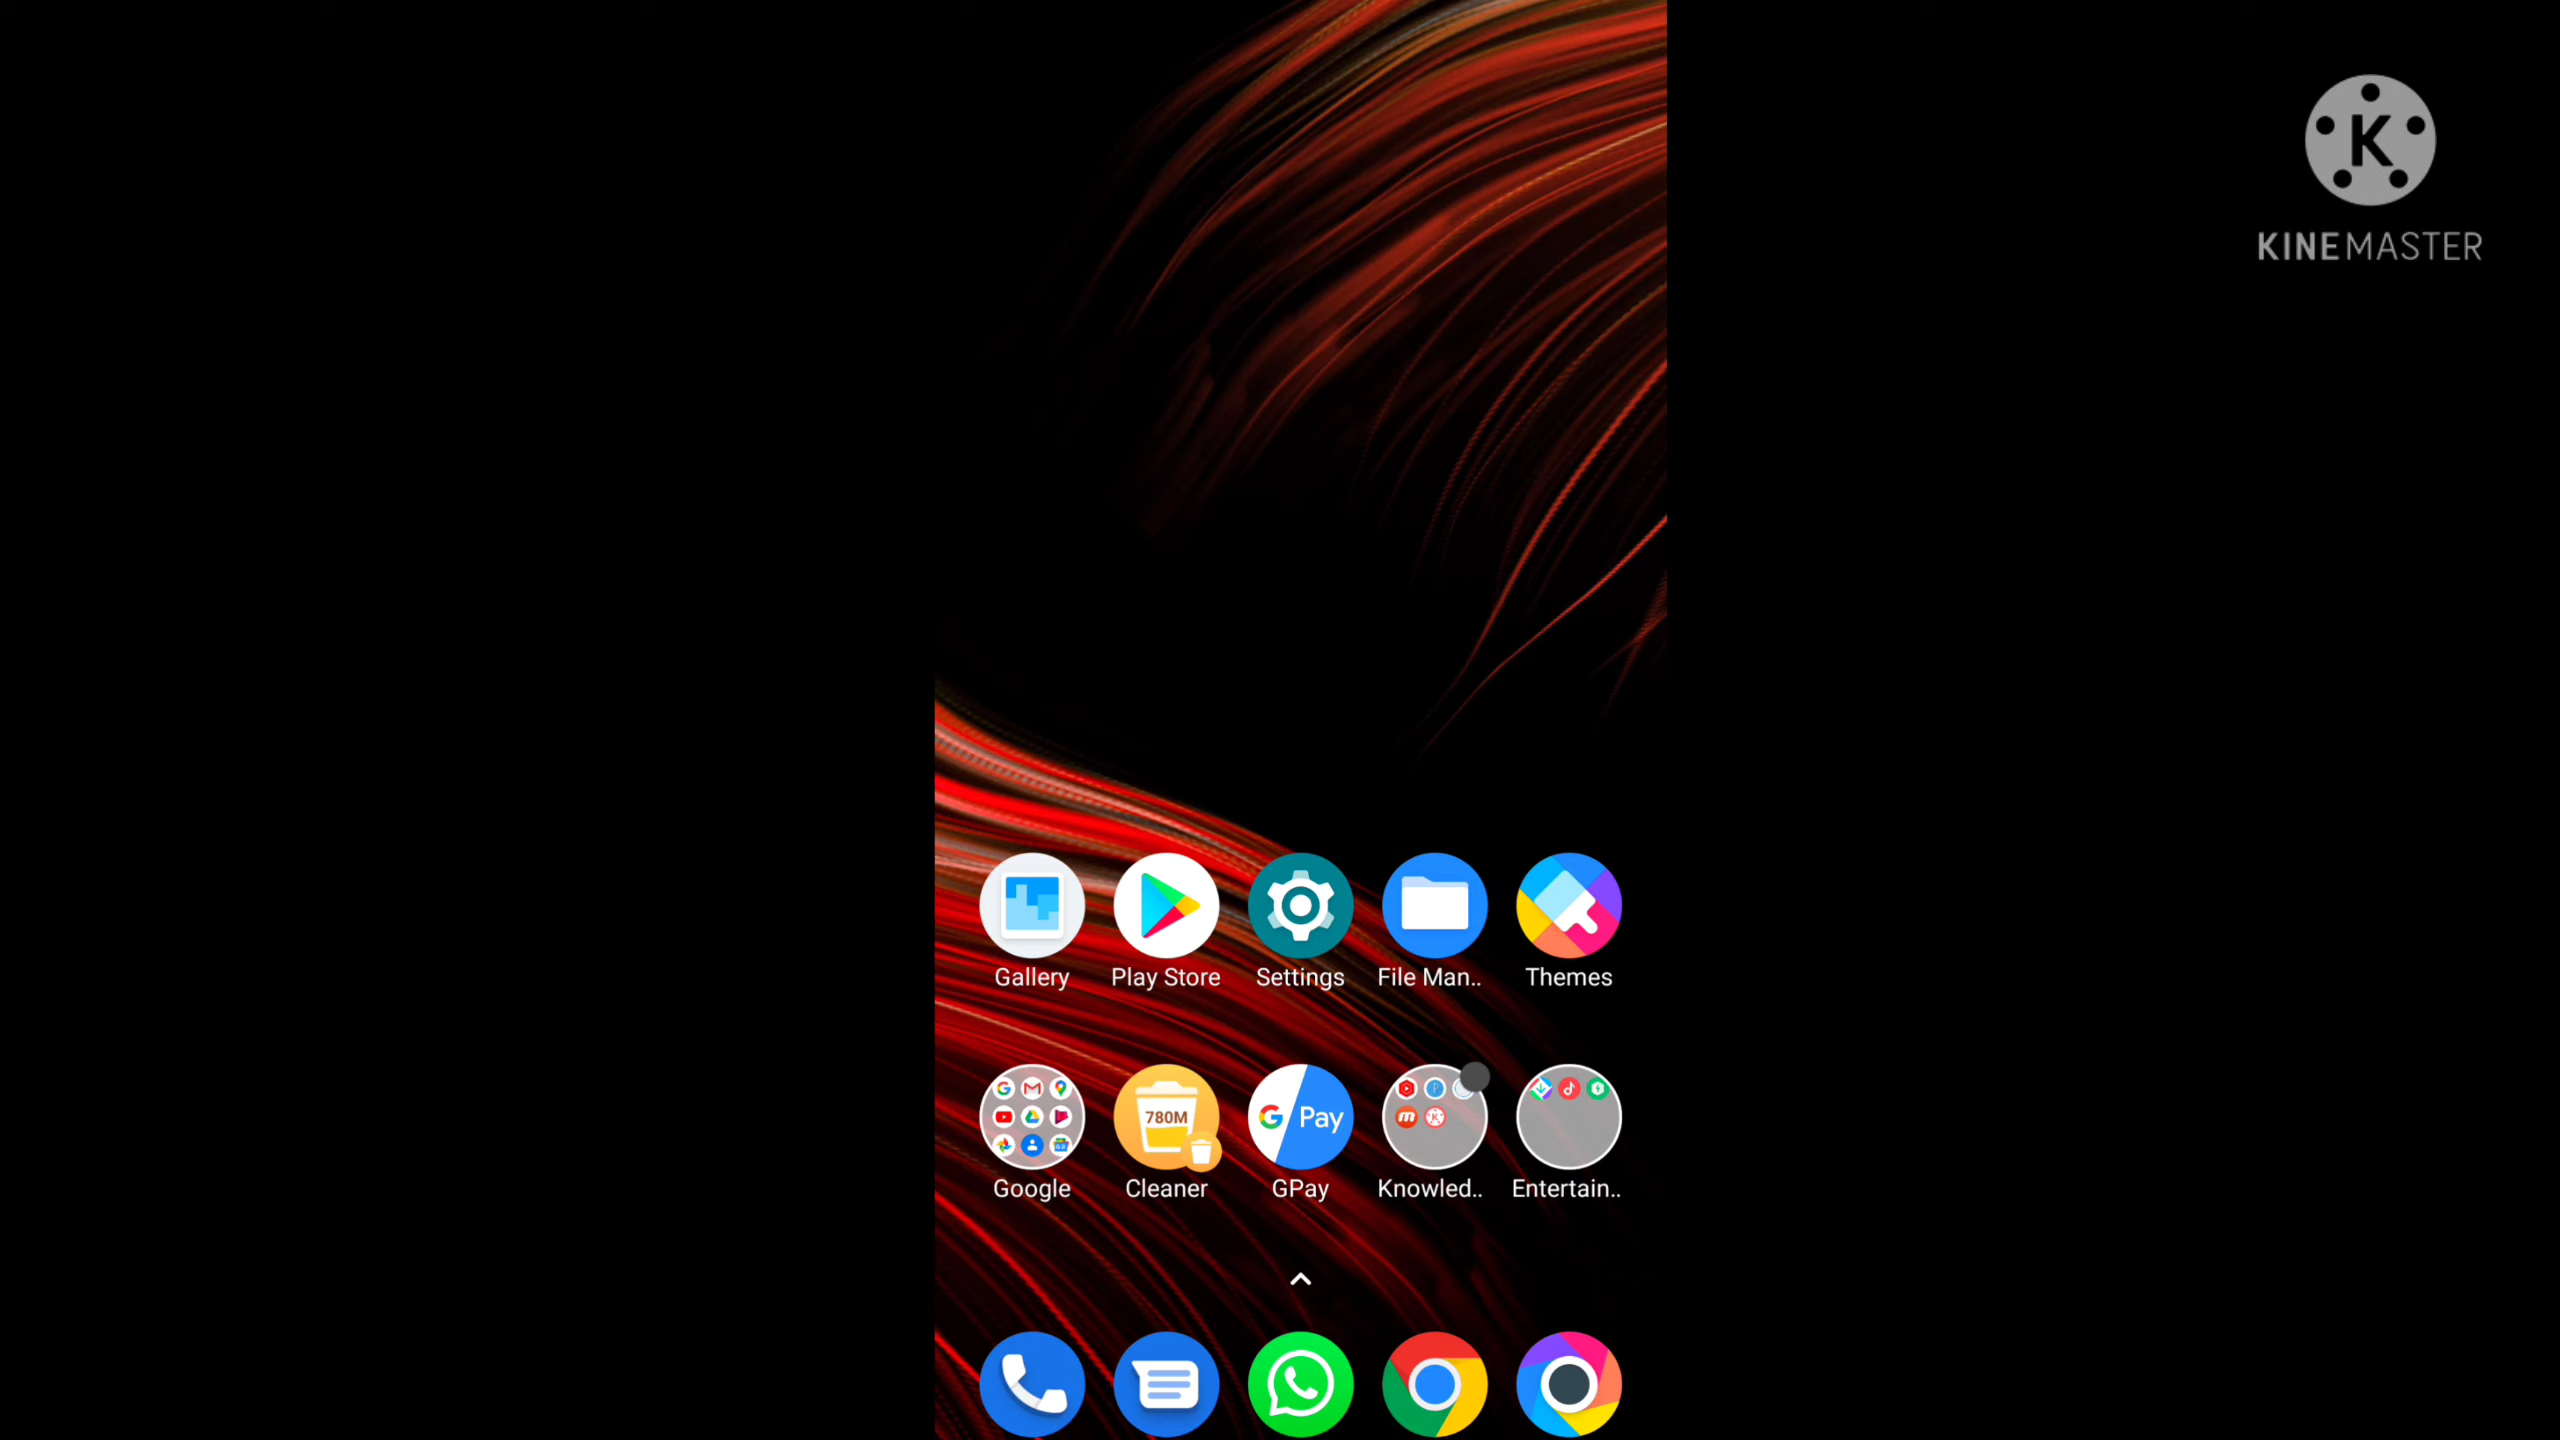 K
KINEMASTER
Gallery
Play Store
Settings
File Man..
Themes
780M
G Pay
Google
Cleaner
GPay
Knowled..
Entertain..